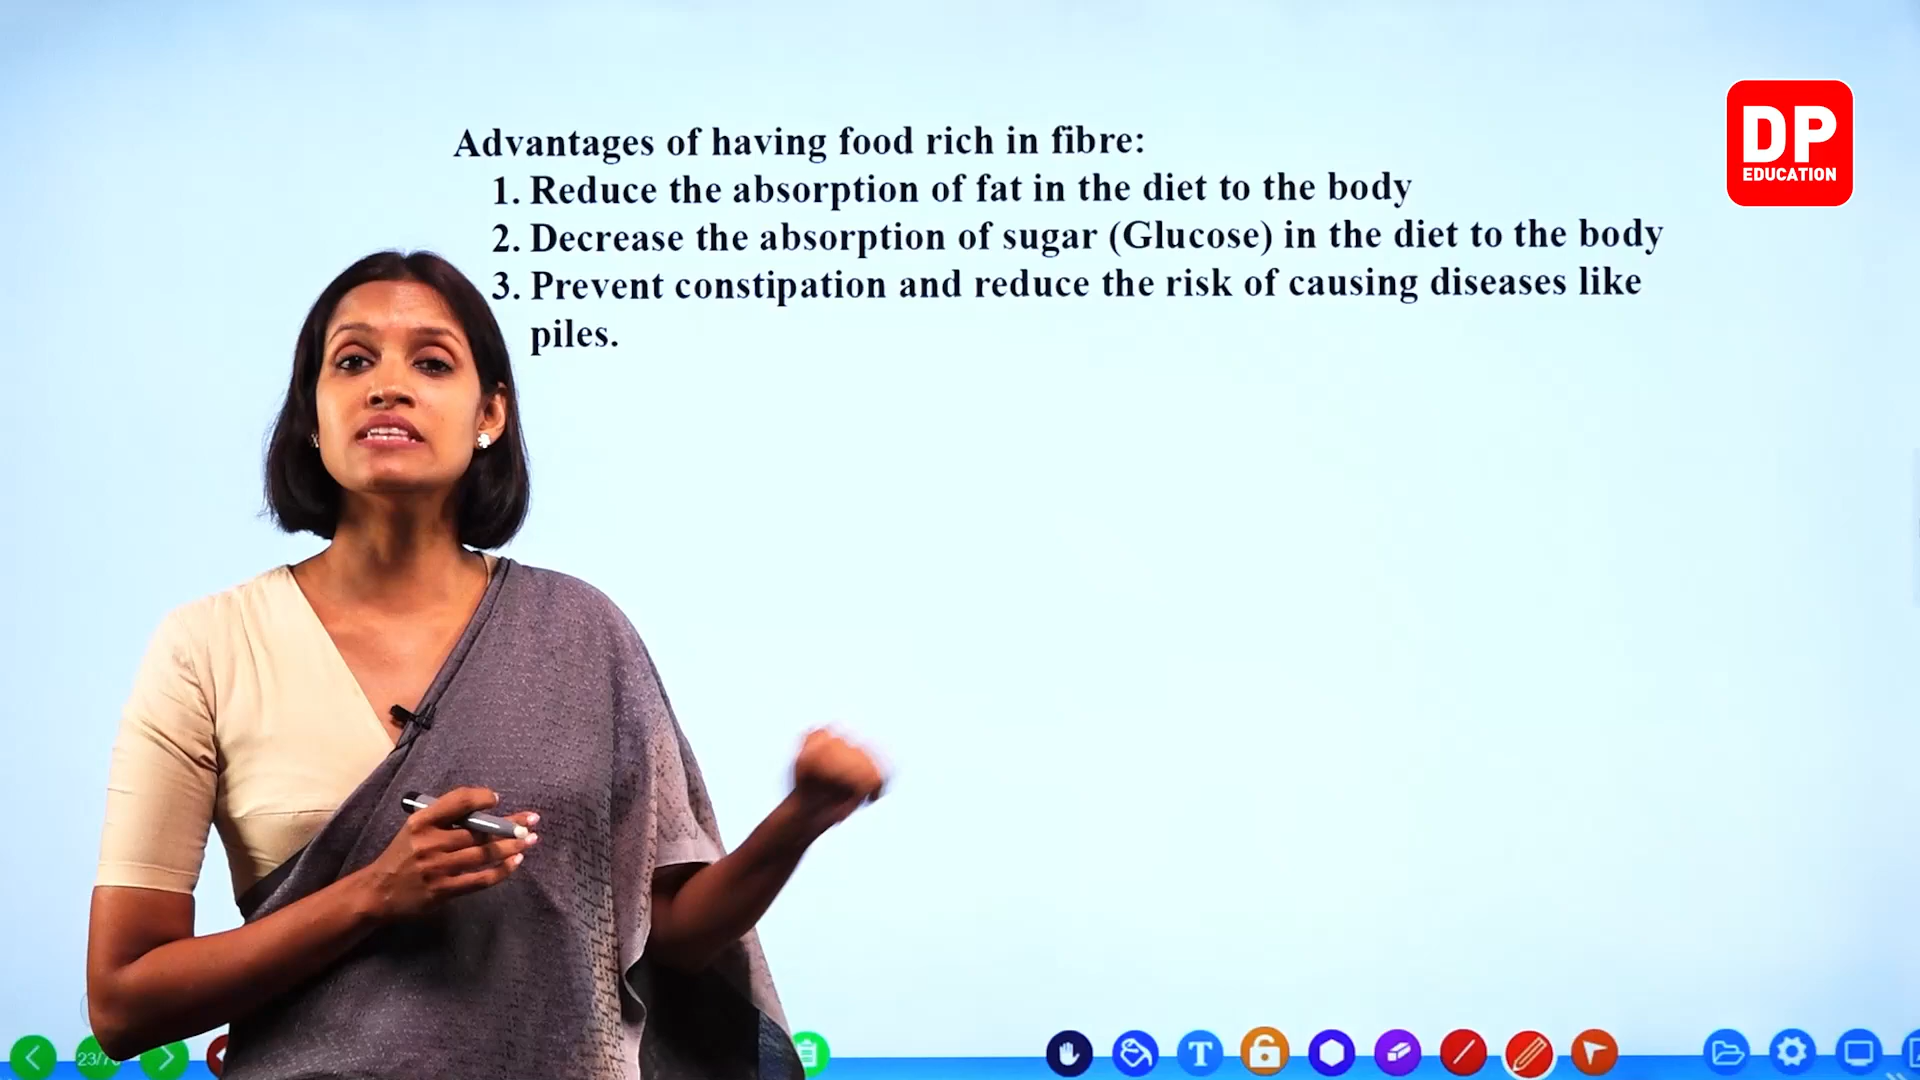 DP
EDUCATION
Advantages of having food rich in fibre:
1. Reduce the absorption of fat in the diet to the body
2. Decrease the absorption of sugar (Glucose) in the diet to the body
3. Prevent constipation and reduce the risk of causing diseases like
piles.
T